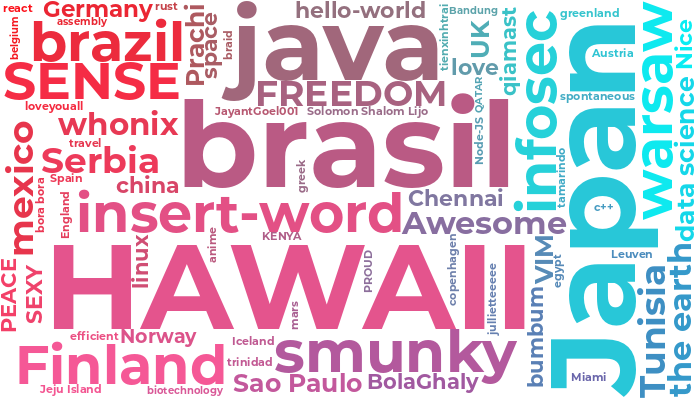 react
assembly
Germany
rust
hello-world
Bandung
greenland
belgium
brazil
Prachi
space
braid
java
tienxinhtrai
UK
qiamast
infosec
Austria
warsaw
Nice
SENSE
FREEDOM
love
spontaneous
loveyouall
JayantGoel001
Solomon Shalom Lijo
QATAR
whonix
brasil
Node-JS
Japan
data science
mexico
travel
Serbia
Spain
china
greek
tamarindo
bora bora
England
insert-word
Chennai
Awesome
c++
linux
anime
KENYA
VIM
Leuven
the earth
PEACE
SEXY
HAWAII
PROUD
copenhagen
egypt
Tunisia
mars
jullietteeeee
bumbum
efficient
Norway
Iceland
smunky
Finland
trinidad
Sao Paulo
BolaGhaly
Miami
Jeju Island
biotechnology